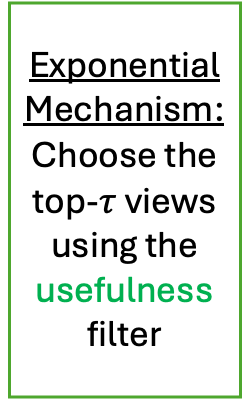 Exponential
Mechanism:
Choose the
top-𝜏 views
using the
usefulness
filter